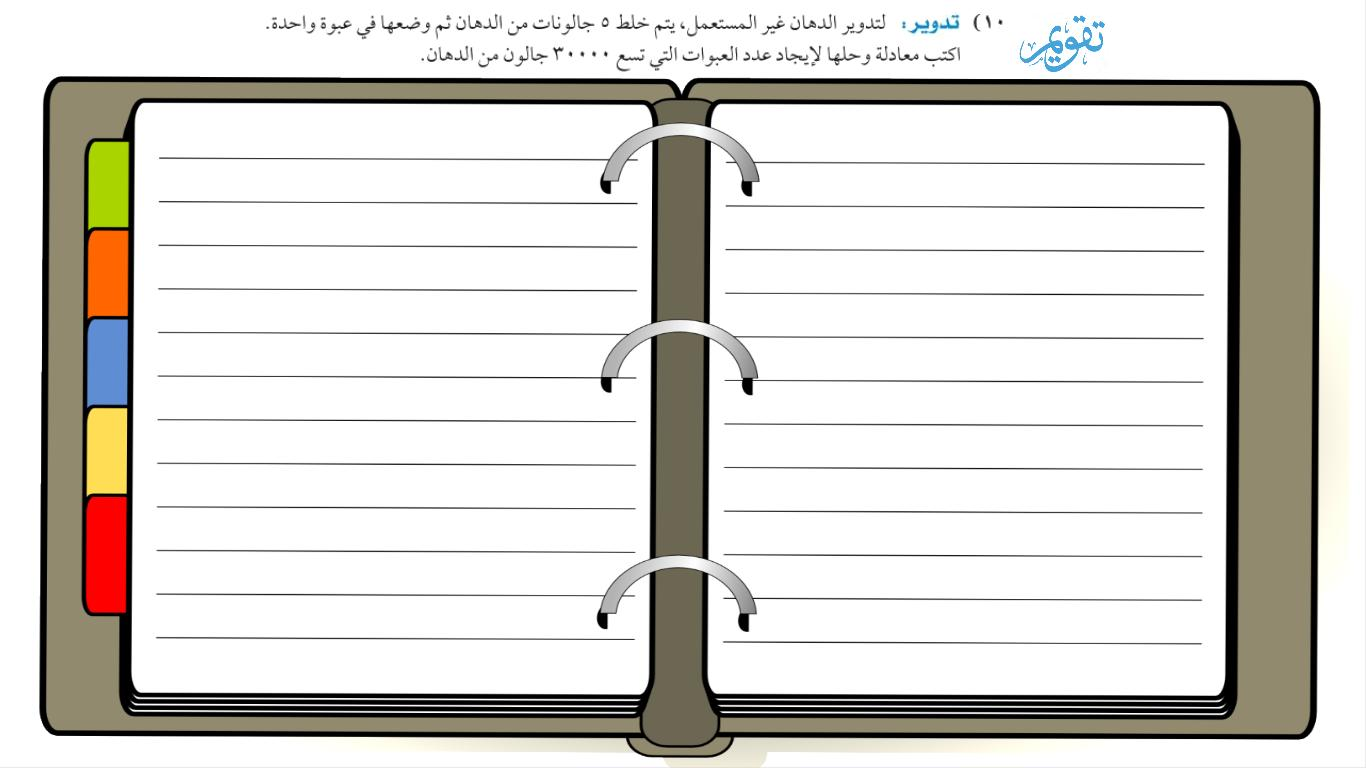 تقويم
١٠) تدوير: لتدوير الدهان غير المستعمل، يتم خلط ٥ جالونات من الدهان ثم وضعها في عبوة واحدة.
اكتب معادلة وحلها لإيجاد عدد العبوات التي تسع ٣٠٠٠٠ جالون من الدهان.